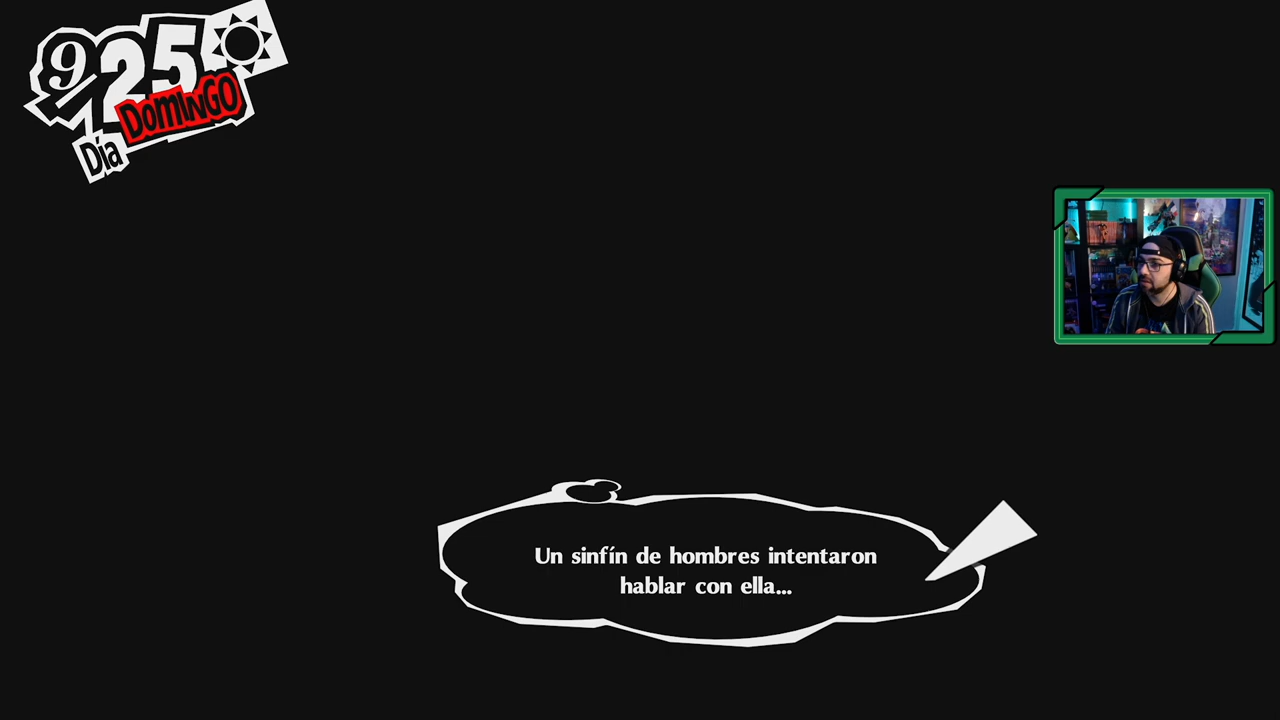 9/25
DomINGO
Día
Un sinfín de hombres intentaron
hablar con ella...